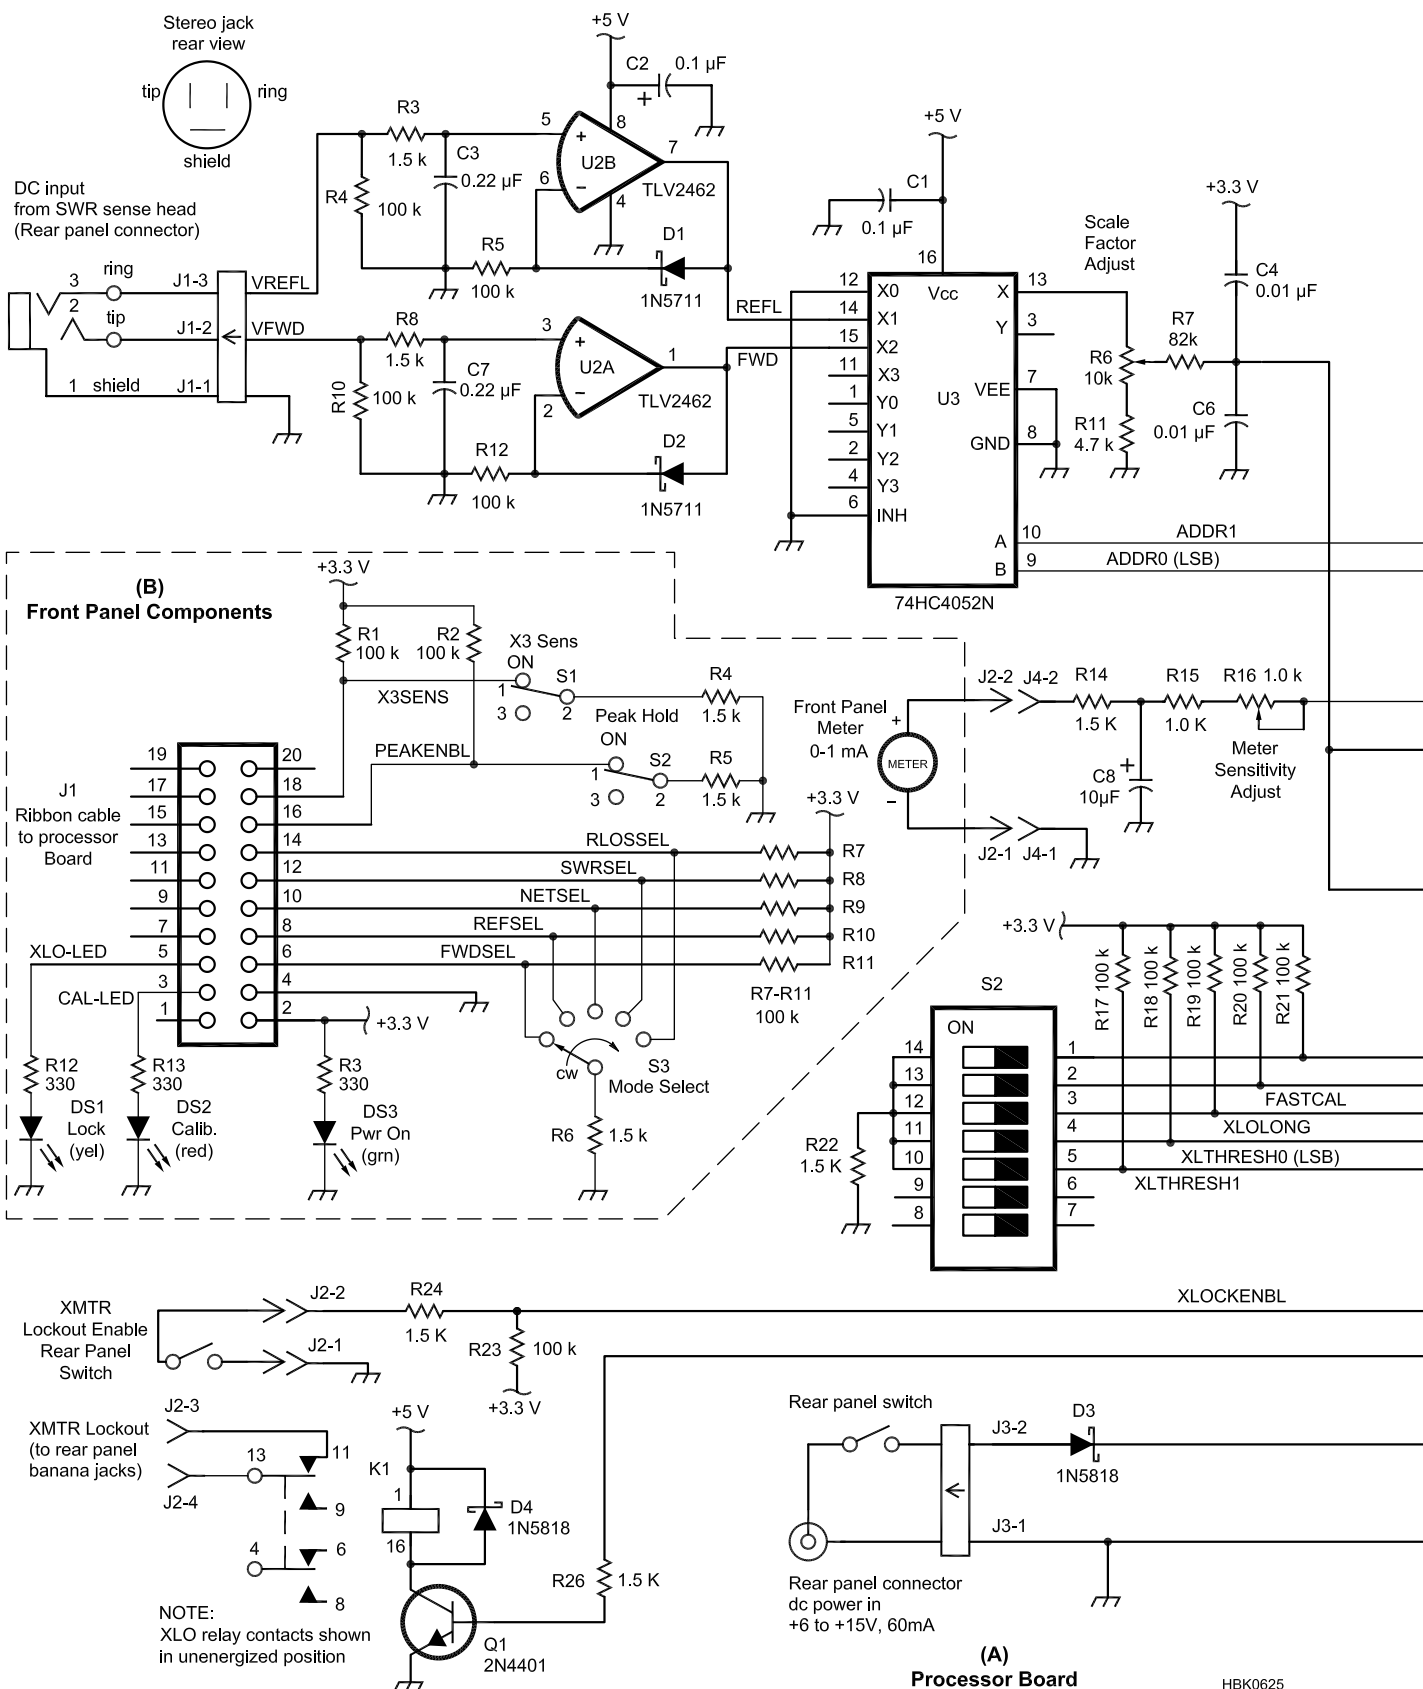 Stereo jack
rear view
tip
ring
shield
DC input
from SWR sense head
(Rear panel connector)
3
ring
J1-3
VREFL
2
tip
J1-2
VFWD
1
shield
J1-1
R3
1.5 k
R4
100 k
C3
0.22 µF
R5
100 k
5
+
6
−
U2B
8
4
7
TLV2462
+5 V
C2
0.1 µF
+
D1
1N5711
REFL
R8
1.5 k
R10
100 k
C7
0.22 µF
R12
100 k
3
+
2
−
U2A
1
TLV2462
D2
1N5711
FWD
+5 V
C1
0.1 µF
16
Vcc
12
X0
14
X1
15
X2
11
X3
1
Y0
5
Y1
2
Y2
4
Y3
6
INH
X
13
Y
3
U3
VEE
7
GND
8
A
10
ADDR1
B
9
ADDR0 (LSB)
74HC4052N
Scale
Factor
Adjust
R6
10k
R11
4.7 k
R7
82k
+3.3 V
C4
0.01 µF
C6
0.01 µF
(B)
Front Panel Components
+3.3 V
R1
100 k
R2
100 k
X3SENS
X3 Sens
ON
1
3
S1
2
R4
1.5 k
PEAKENBL
Peak Hold
ON
1
3
S2
2
R5
1.5 k
J1
Ribbon cable
to processor
Board
19
20
17
18
15
16
13
14
11
12
9
10
7
8
5
6
3
4
1
2
RLOSSEL
SWRSEL
NETSEL
REFSEL
FWDSEL
+3.3 V
R7
R8
R9
R10
R11
R7-R11
100 k
XLO-LED
CAL-LED
+3.3 V
R12
330
R13
330
R3
330
DS1
Lock
(yel)
DS2
Calib.
(red)
DS3
Pwr On
(grn)
cw
S3
Mode Select
R6
1.5 k
Front Panel
Meter
0-1 mA
+
METER
−
J2-2
J4-2
J2-1
J4-1
R14
1.5 K
R15
1.0 K
R16
1.0 k
C8
10µF
+
Meter
Sensitivity
Adjust
+3.3 V
R17 100 k
R18 100 k
R19 100 k
R20 100 k
R21 100 k
S2
ON
14
13
12
11
10
9
8
1
2
3
4
5
6
7
FASTCAL
XLOLONG
XLTHRESH0 (LSB)
XLTHRESH1
R22
1.5 K
XMTR
Lockout Enable
Rear Panel
Switch
J2-2
J2-1
R24
1.5 K
R23
100 k
+3.3 V
XLOCKENBL
XMTR Lockout
(to rear panel
banana jacks)
J2-3
J2-4
13
11
9
4
6
8
NOTE:
XLO relay contacts shown
in unenergized position
+5 V
K1
1
16
D4
1N5818
Q1
2N4401
R26
1.5 K
Rear panel switch
J3-2
D3
1N5818
J3-1
Rear panel connector
dc power in
+6 to +15V, 60mA
(A)
Processor Board
HBK0625